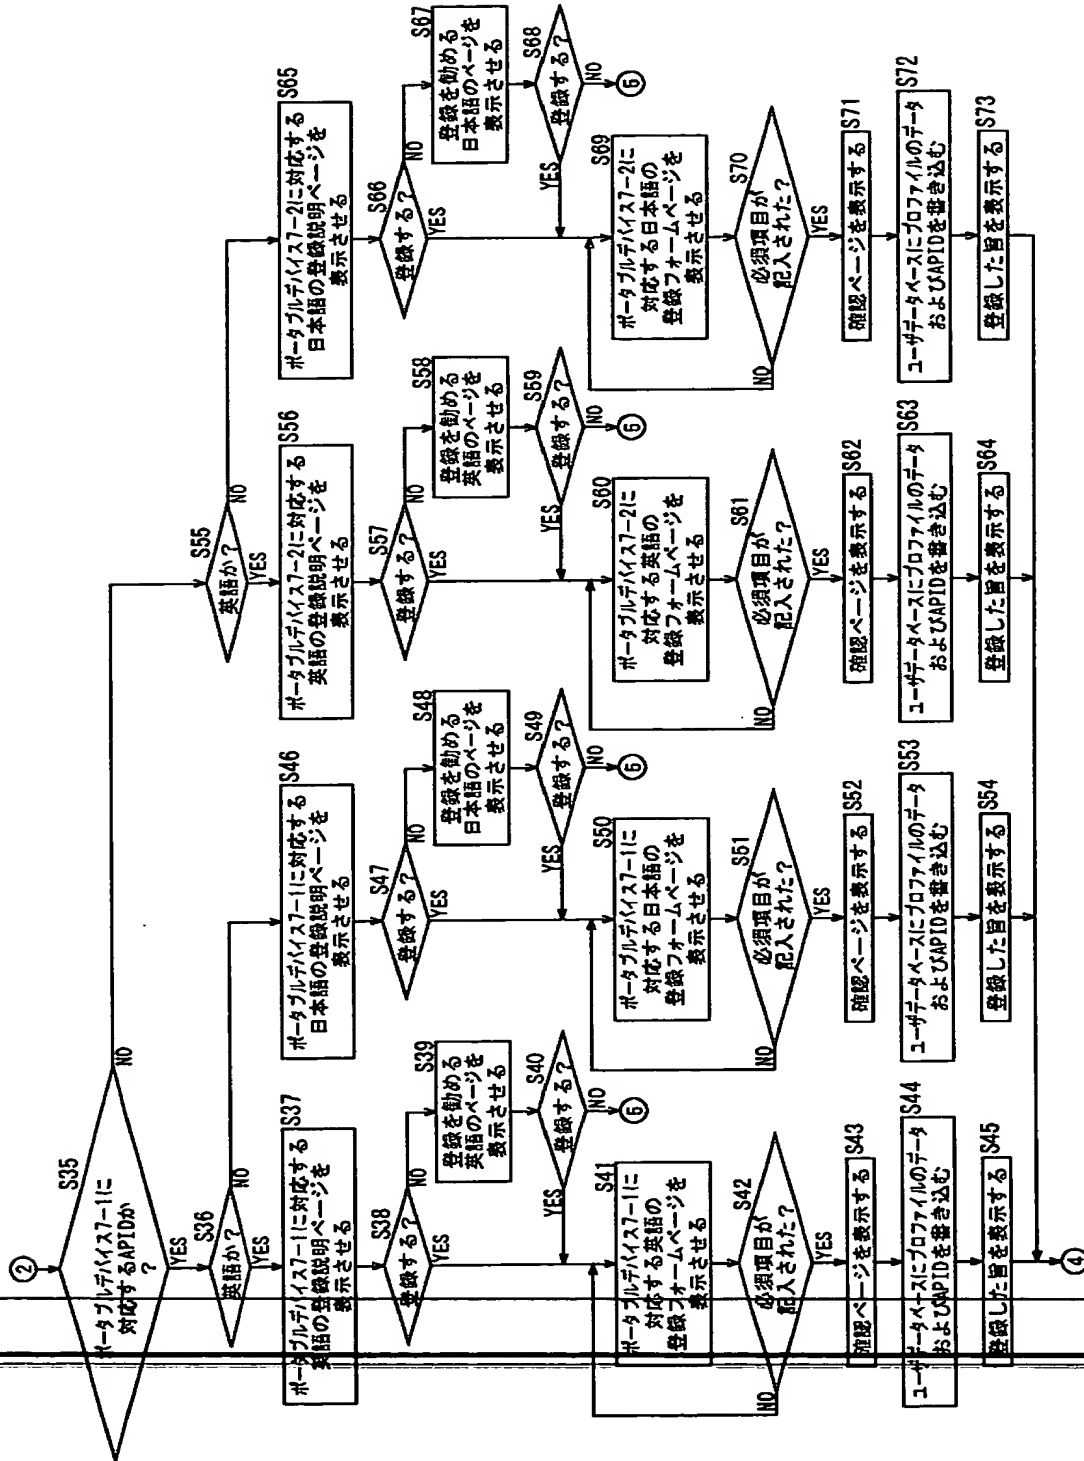 ②
S35
ポータブルデバイス7-1に
対応するAPIDか
?
NO
YES
S36
英語か?
NO
YES
S37
ポータブルデバイス7-1に対応する
英語の登録説明ページを
表示させる
S38
登録する?
NO
YES
S39
登録を勧める
英語のページを
表示させる
S40
登録する?
YES
NO
⑤
S41
ポータブルデバイス7-1に
対応する英語の
登録フォームページを
表示させる
S42
必須項目が
記入された?
NO
YES
S43
確認ページを表示する
S44
ユーザデータベースにプロファイルのデータ
およびAPIDを書き込む
S45
登録した旨を表示する
④
S46
ポータブルデバイス7-1に対応する
日本語の登録説明ページを
表示させる
S47
登録する?
NO
YES
S48
登録を勧める
日本語のページを
表示させる
S49
登録する?
YES
NO
⑤
S50
ポータブルデバイス7-1に
対応する日本語の
登録フォームページを
表示させる
S51
必須項目が
記入された?
NO
YES
S52
確認ページを表示する
S53
ユーザデータベースにプロファイルのデータ
およびAPIDを書き込む
S54
登録した旨を表示する
S55
英語か?
NO
YES
S56
ポータブルデバイス7-2に対応する
英語の登録説明ページを
表示させる
S57
登録する?
NO
YES
S58
登録を勧める
英語のページを
表示させる
S59
登録する?
YES
NO
⑤
S60
ポータブルデバイス7-2に
対応する英語の
登録フォームページを
表示させる
S61
必須項目が
記入された?
NO
YES
S62
確認ページを表示する
S63
ユーザデータベースにプロファイルのデータ
およびAPIDを書き込む
S64
登録した旨を表示する
S65
ポータブルデバイス7-2に対応する
日本語の登録説明ページを
表示させる
S66
登録する?
NO
YES
S67
登録を勧める
日本語のページを
表示させる
S68
登録する?
YES
NO
⑤
S69
ポータブルデバイス7-2に
対応する日本語の
登録フォームページを
表示させる
S70
必須項目が
記入された?
NO
YES
S71
確認ページを表示する
S72
ユーザデータベースにプロファイルのデータ
およびAPIDを書き込む
S73
登録した旨を表示する